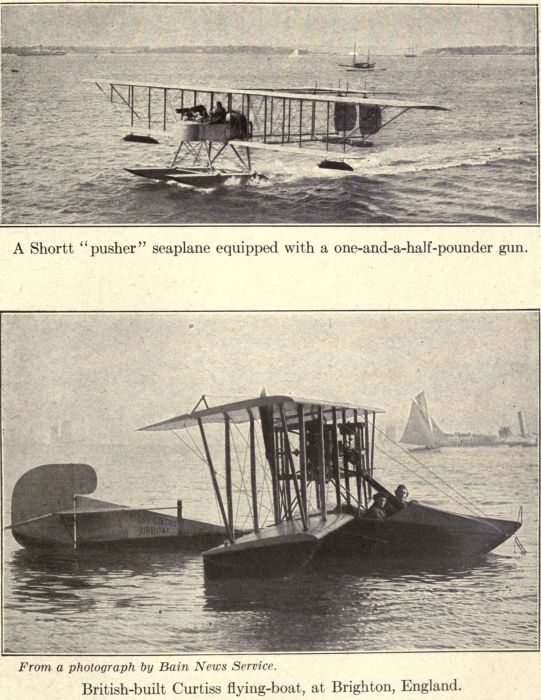 A Shortt "pusher" seaplane equipped with a one-and-a-half-pounder gun.
From a photograph by Bain News Service.
British-built Curtiss flying-boat, at Brighton, England.